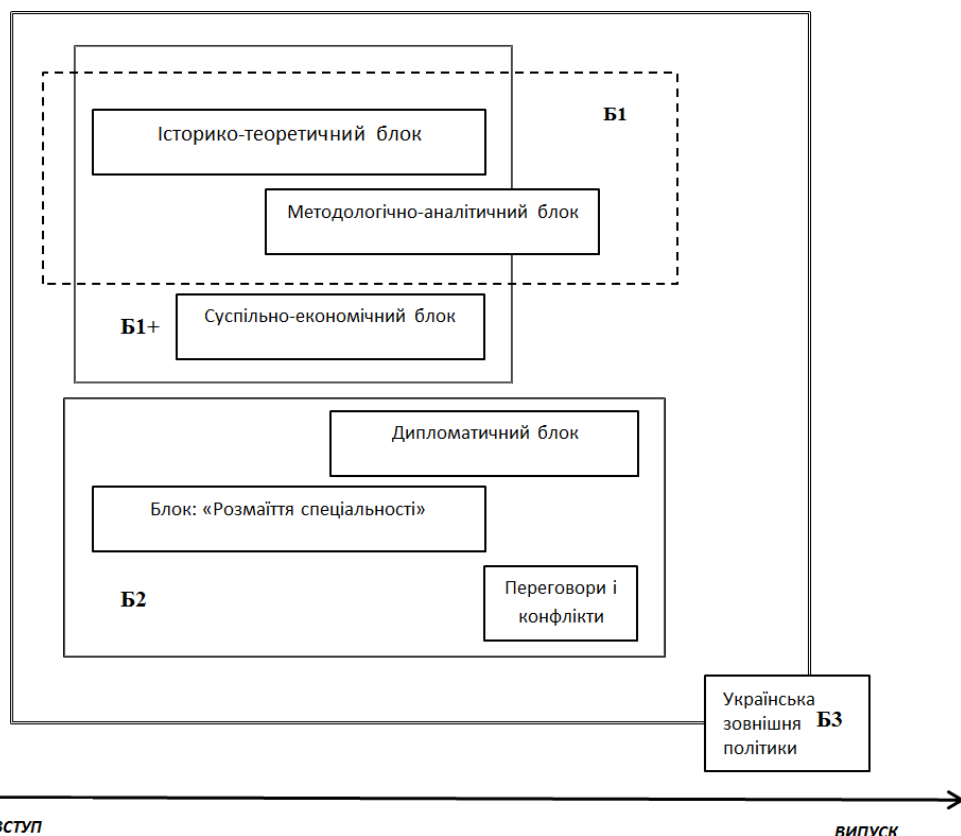 Б1
Історико-теоретичний блок
Методологічно-аналітичний блок
Суспільно-економічний блок
Б1+
Дипломатичний блок
Блок: «Розмаїття спеціальності»
Переговори і
конфлікти
Б2
Українська
зовнішня
політики
Б3
ВСТУП
ВИПУСК